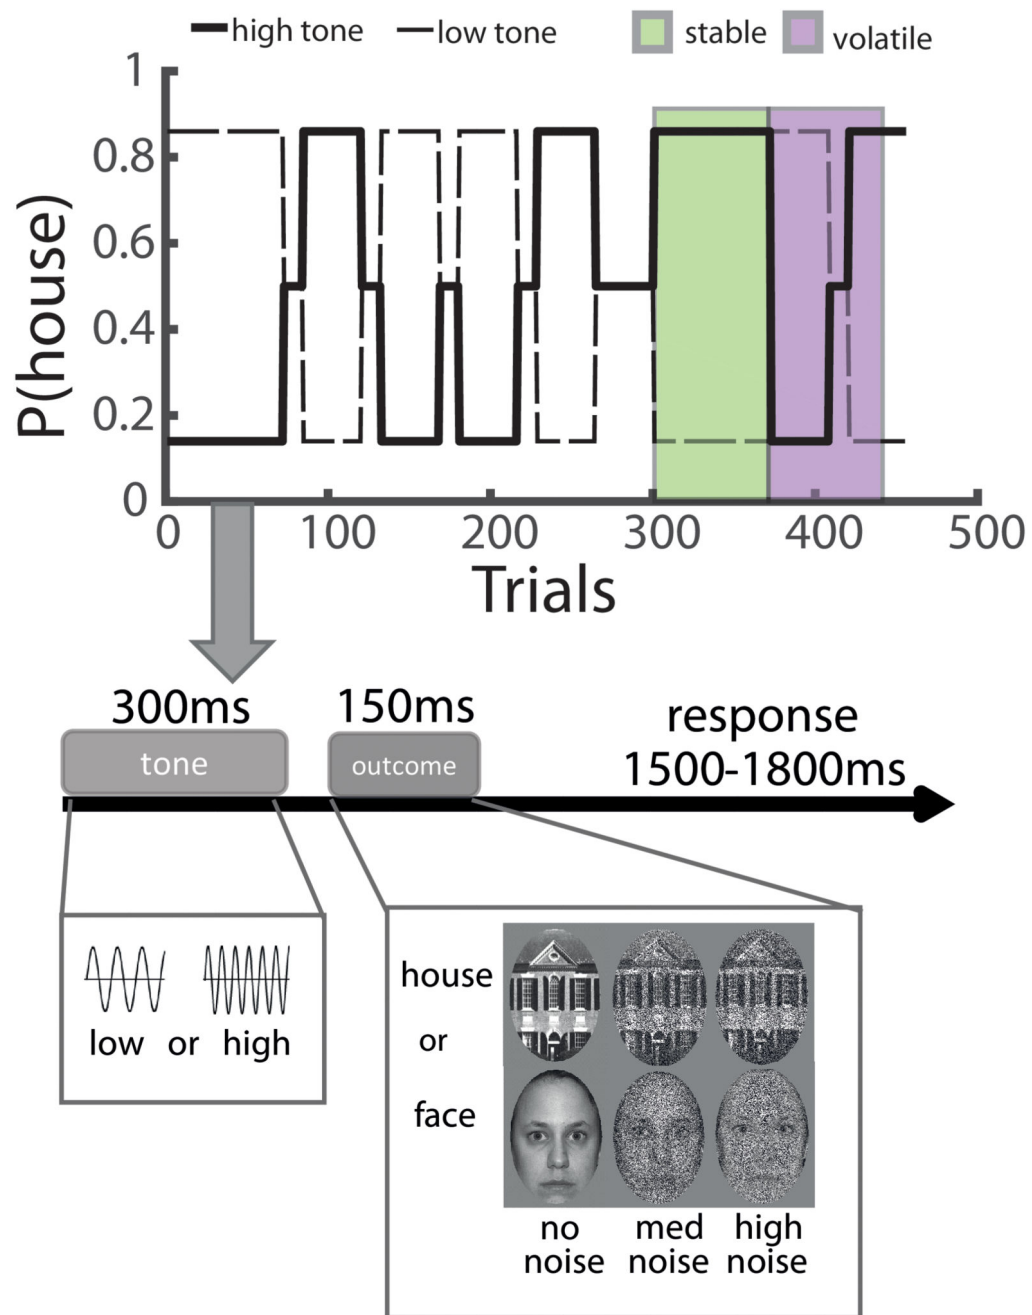 high tone low tone stable volatile
1
0.8
0.6
0.4
0.2
0
P(house)
0 100 200 300 400 500
Trials
300ms 150ms response
1500-1800ms
tone outcome
low or high
house
or
face
no med high
noise noise noise